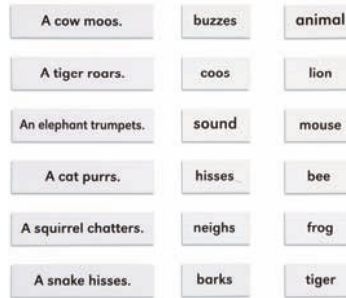 A cow moos. buzzes animal
A tiger roars. coos lion
An elephant trumpets. sound mouse
A cat purrs. hisses bee
A squirrel chatters. neighs frog
A snake hisses. barks tiger